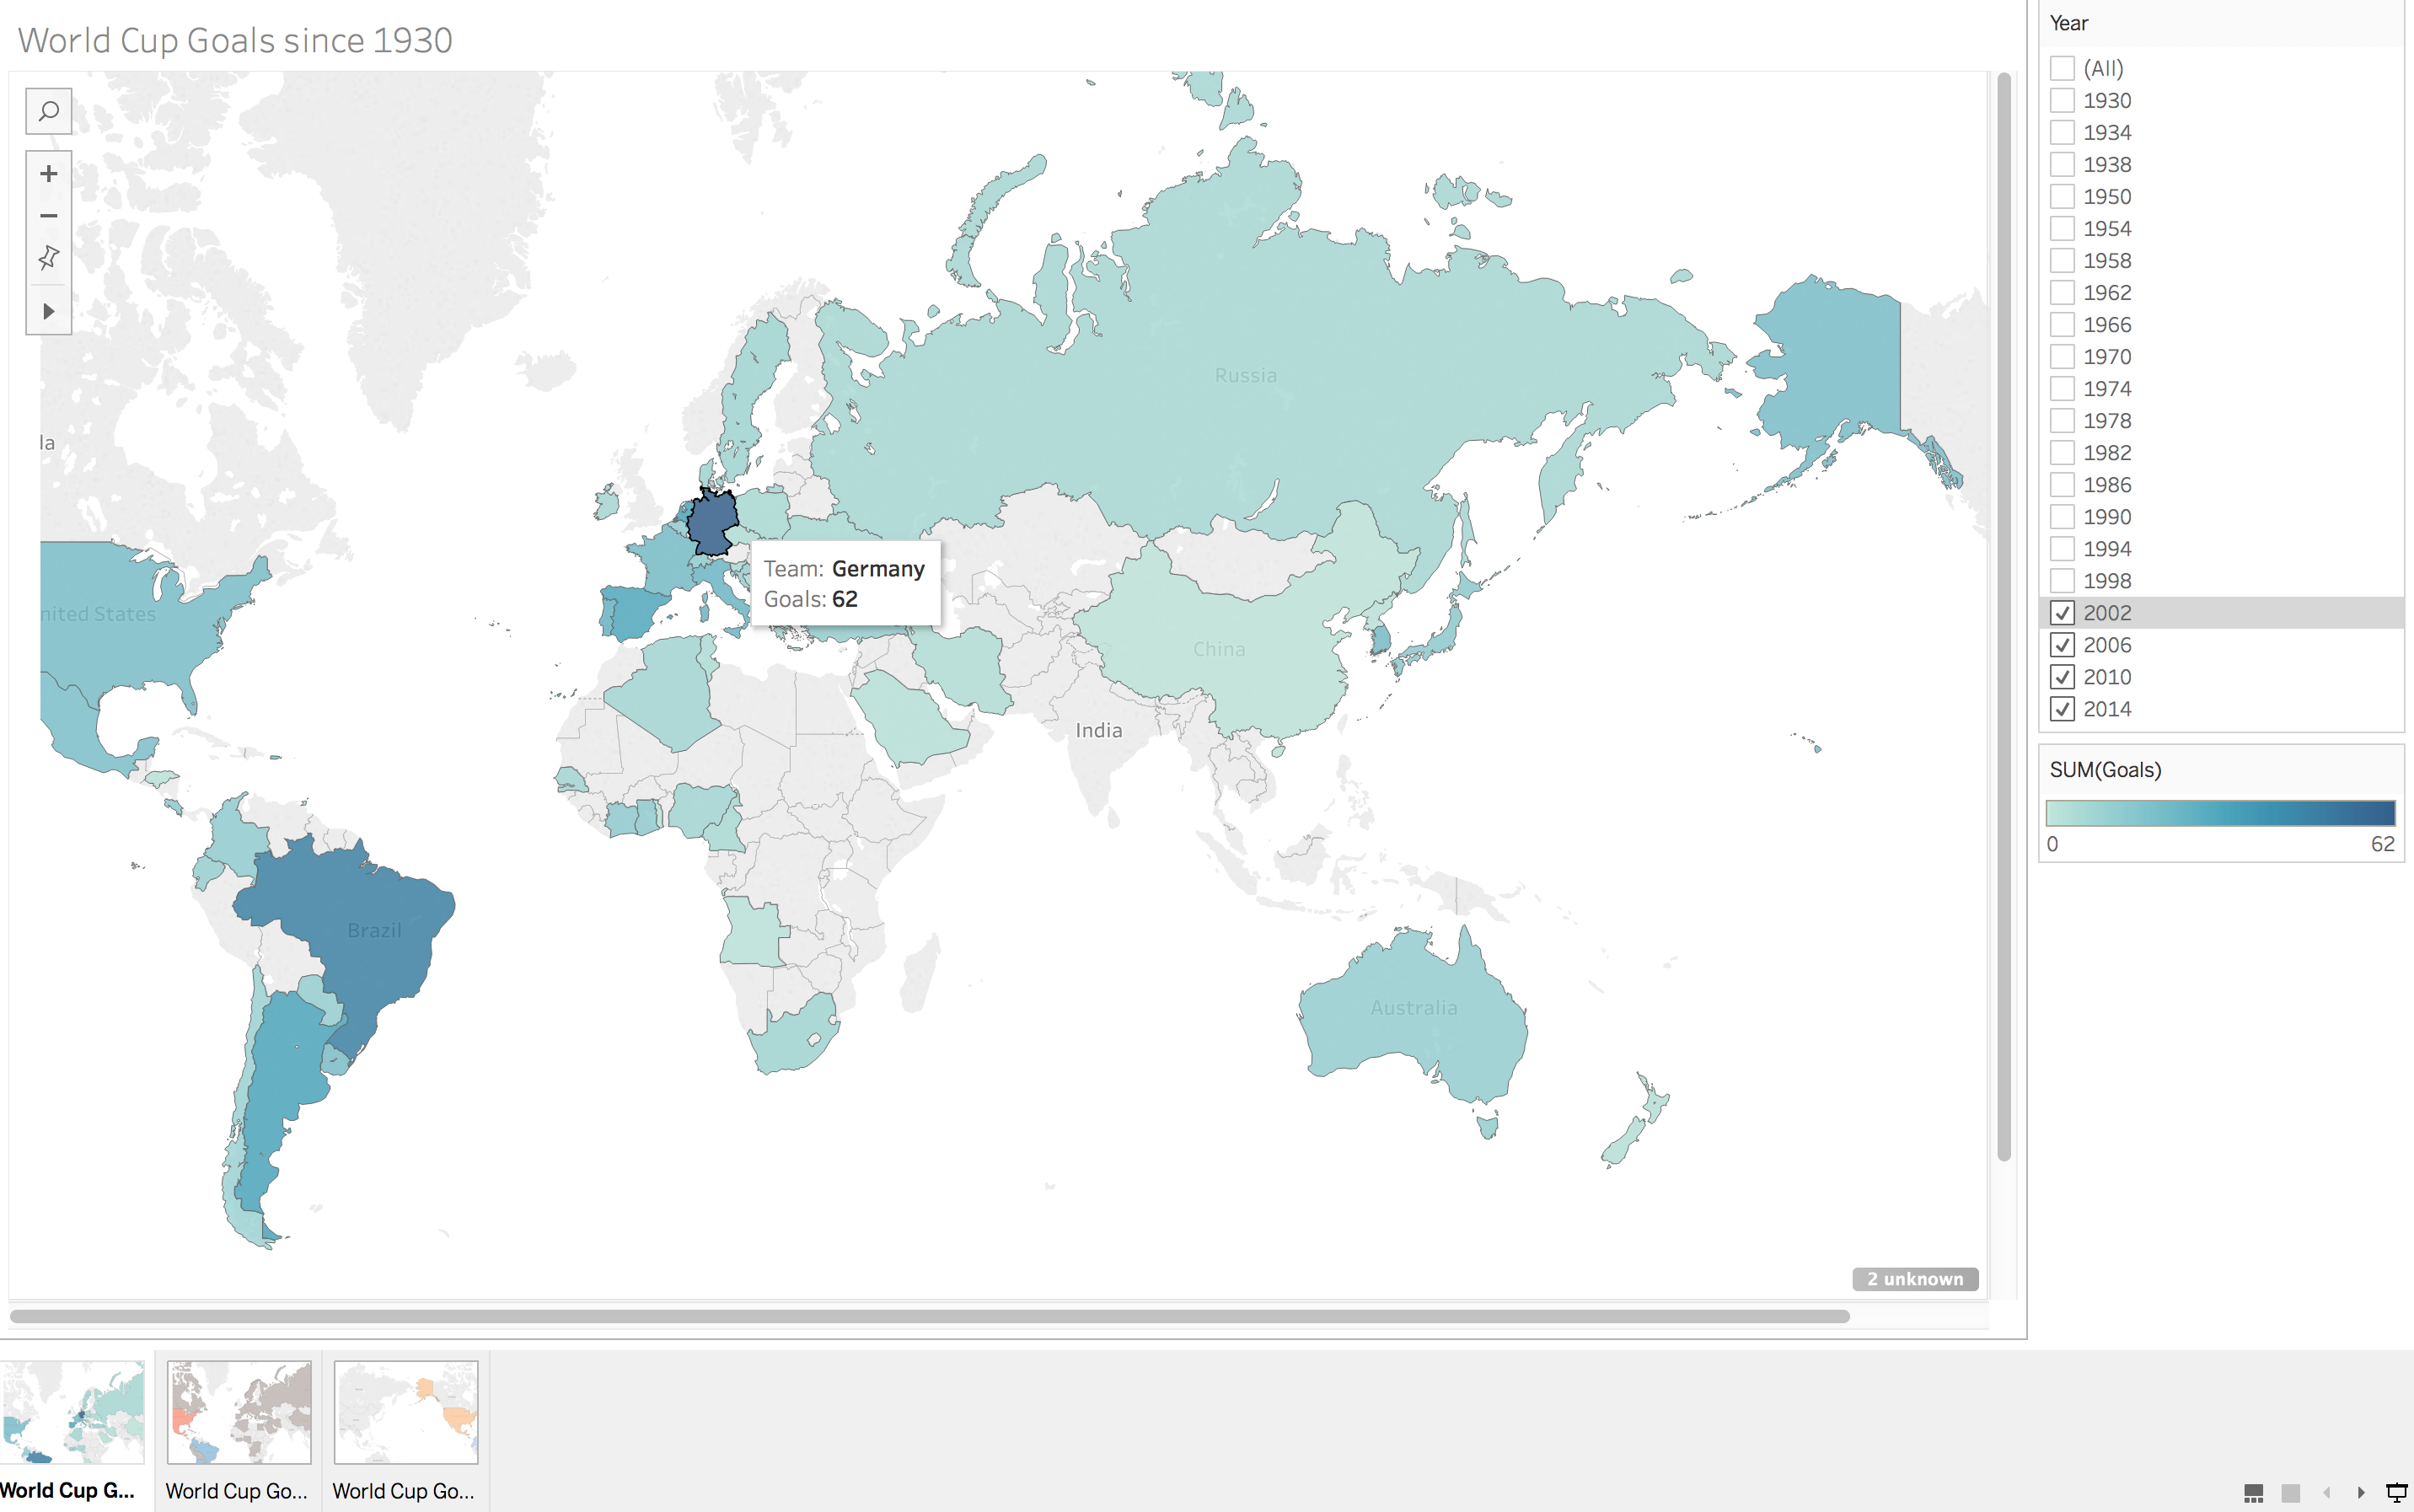 World Cup Goals since 1930
la
Russia
nited States
Team: Germany
Goals: 62
China
India
Brazil
Australia
2 unknown
Year
(All)
1930
1934
1938
1950
1954
1958
1962
1966
1970
1974
1978
1982
1986
1990
1994
1998
2002
2006
2010
2014
SUM(Goals)
0 62
World Cup G...
World Cup Go...
World Cup Go...